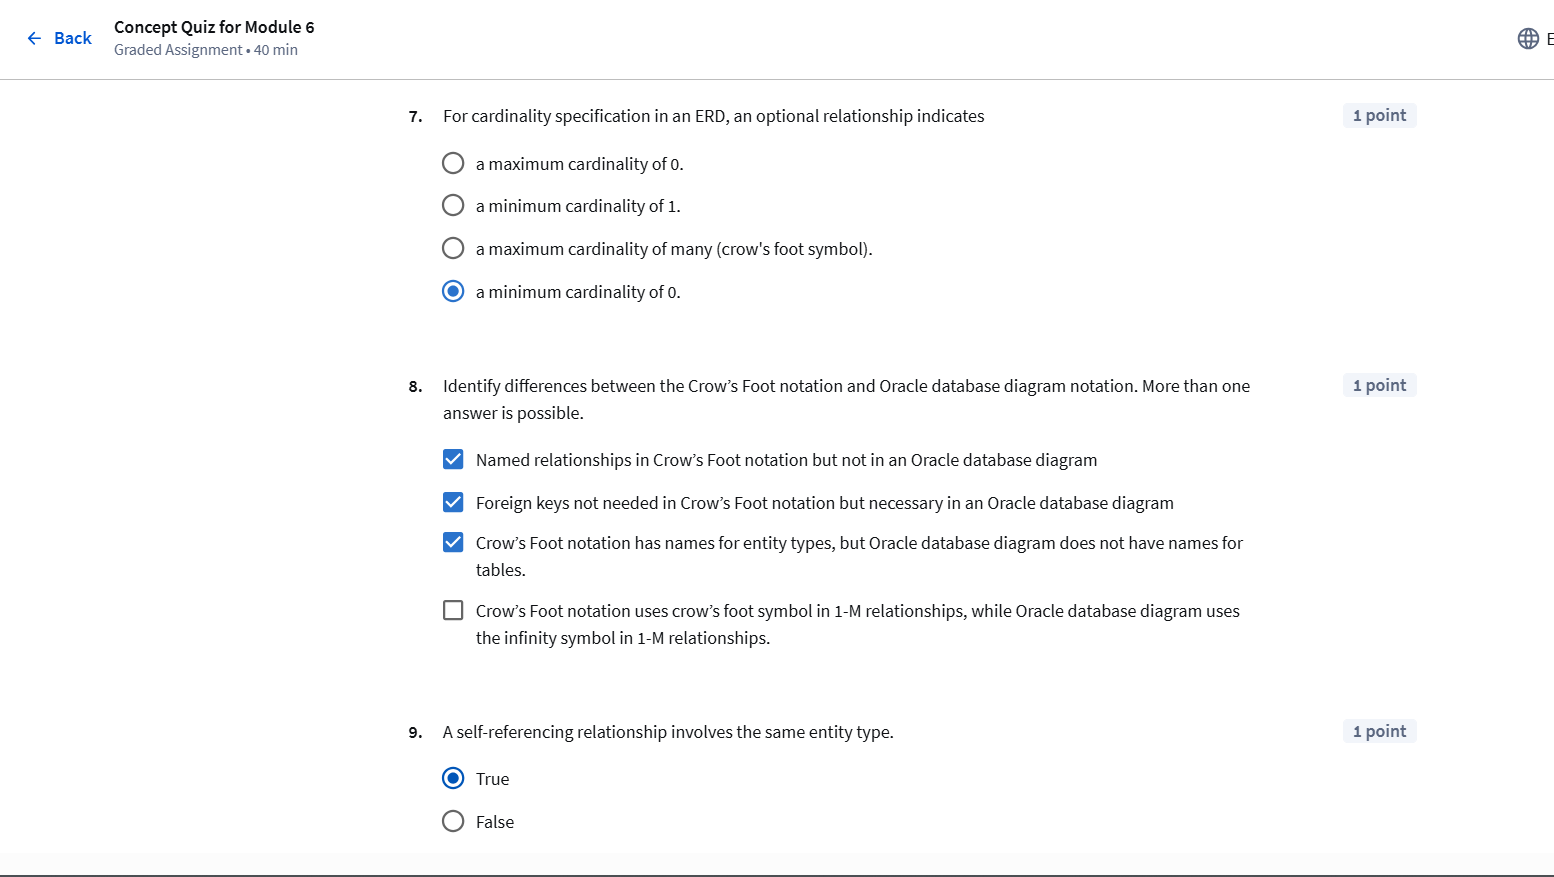 Back
Concept Quiz for Module 6
Graded Assignment • 40 min
E
7. For cardinality specification in an ERD, an optional relationship indicates
1 point
a maximum cardinality of 0.
a minimum cardinality of 1.
a maximum cardinality of many (crow's foot symbol).
a minimum cardinality of 0.
8. Identify differences between the Crow’s Foot notation and Oracle database diagram notation. More than one
answer is possible.
1 point
Named relationships in Crow’s Foot notation but not in an Oracle database diagram
Foreign keys not needed in Crow’s Foot notation but necessary in an Oracle database diagram
Crow’s Foot notation has names for entity types, but Oracle database diagram does not have names for
tables.
Crow’s Foot notation uses crow’s foot symbol in 1-M relationships, while Oracle database diagram uses
the infinity symbol in 1-M relationships.
9. A self-referencing relationship involves the same entity type.
1 point
True
False